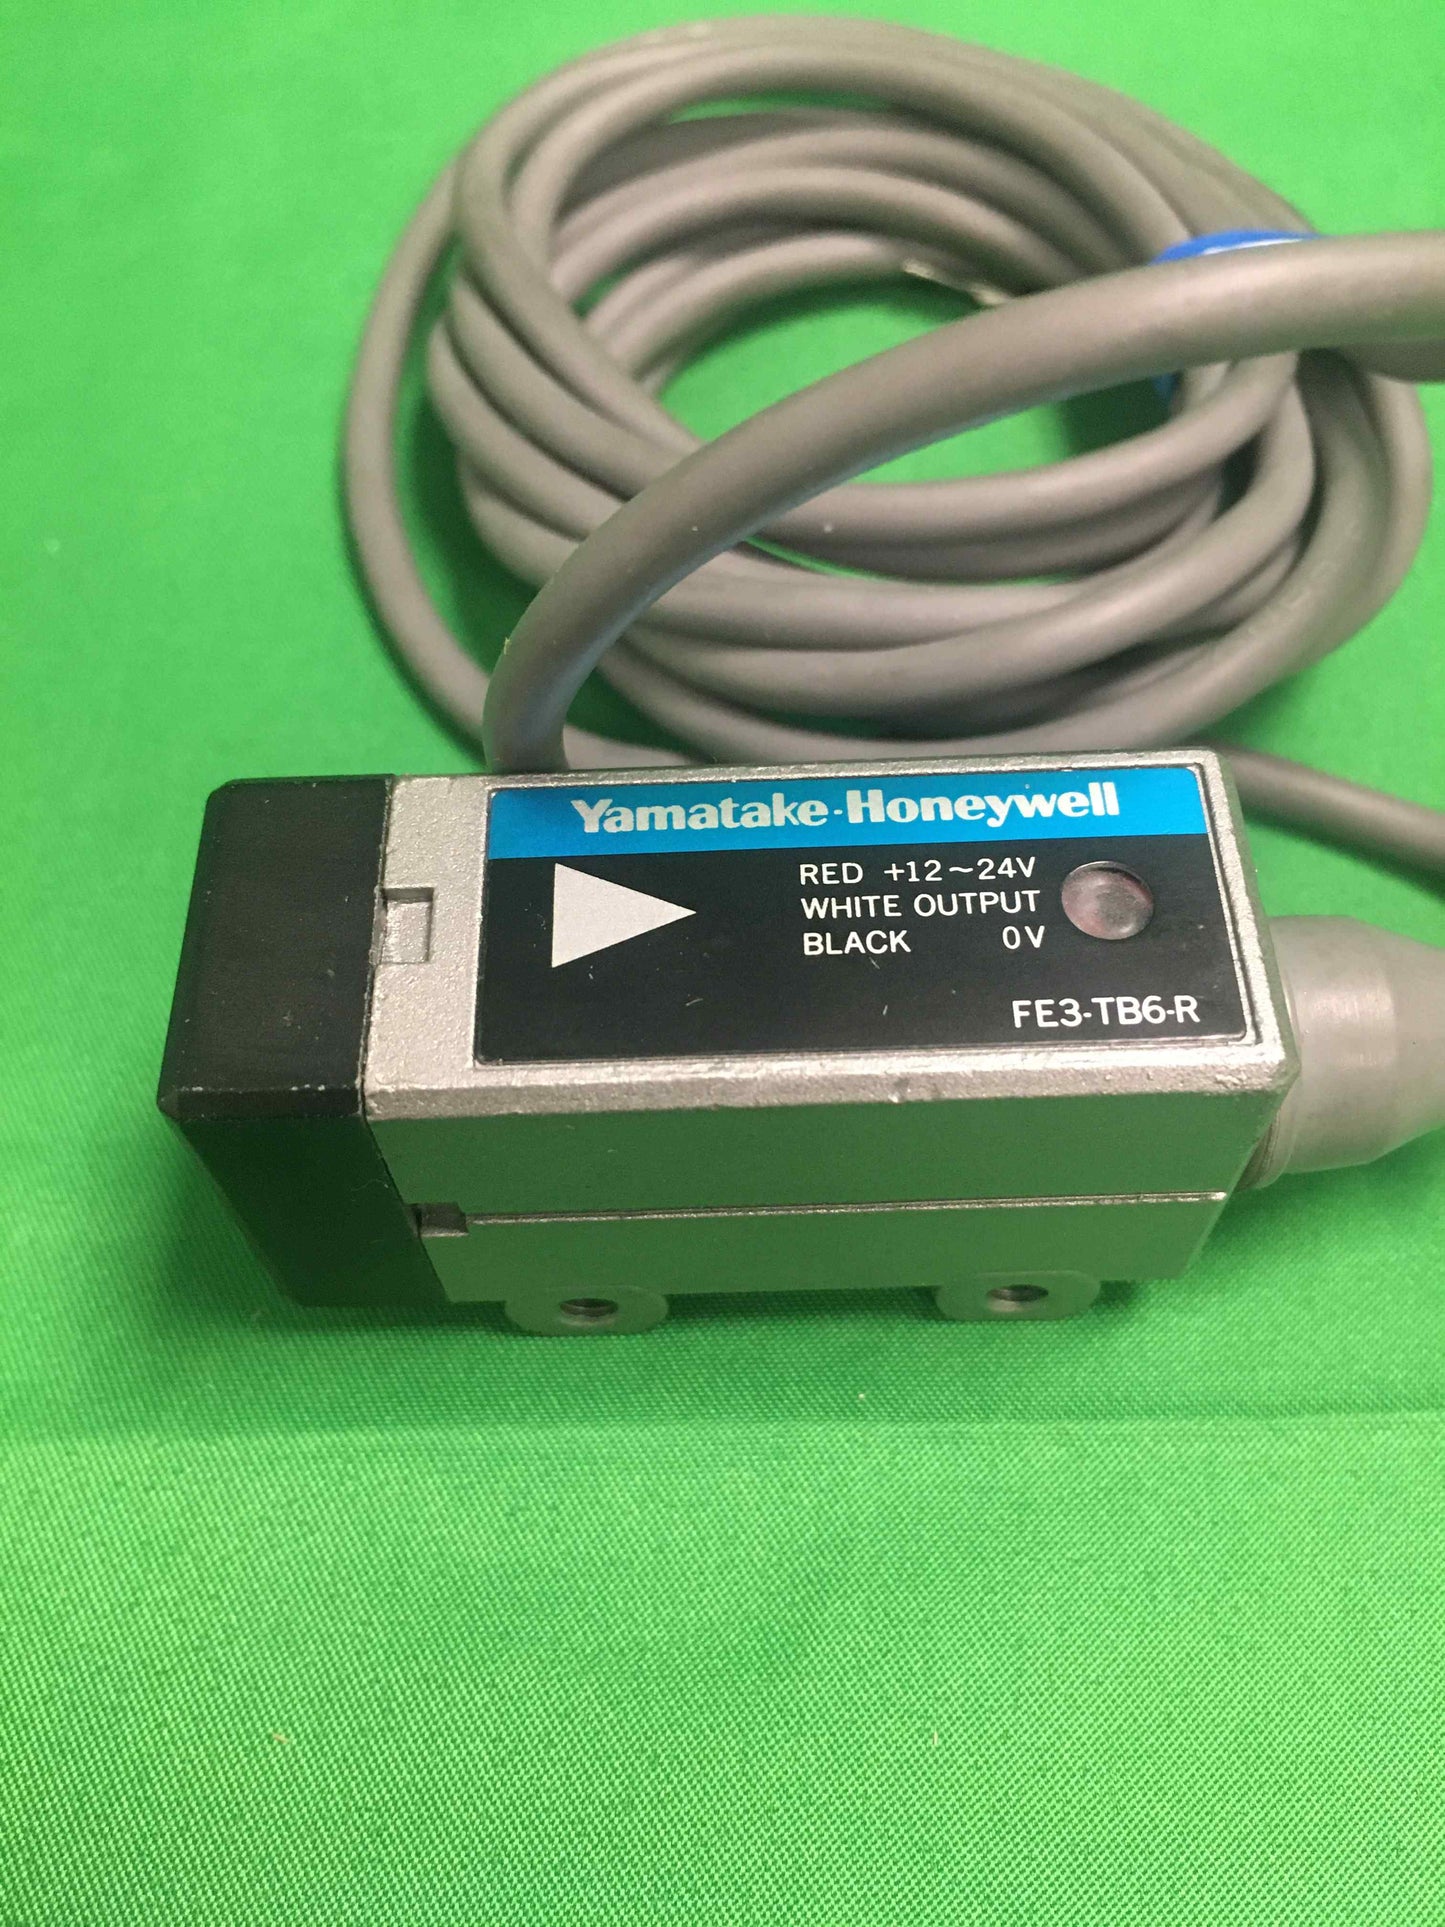 Yamatake-Honeywell
RED +12~24V
WHITE OUTPUT
BLACK 0V
FE3-TB6-R